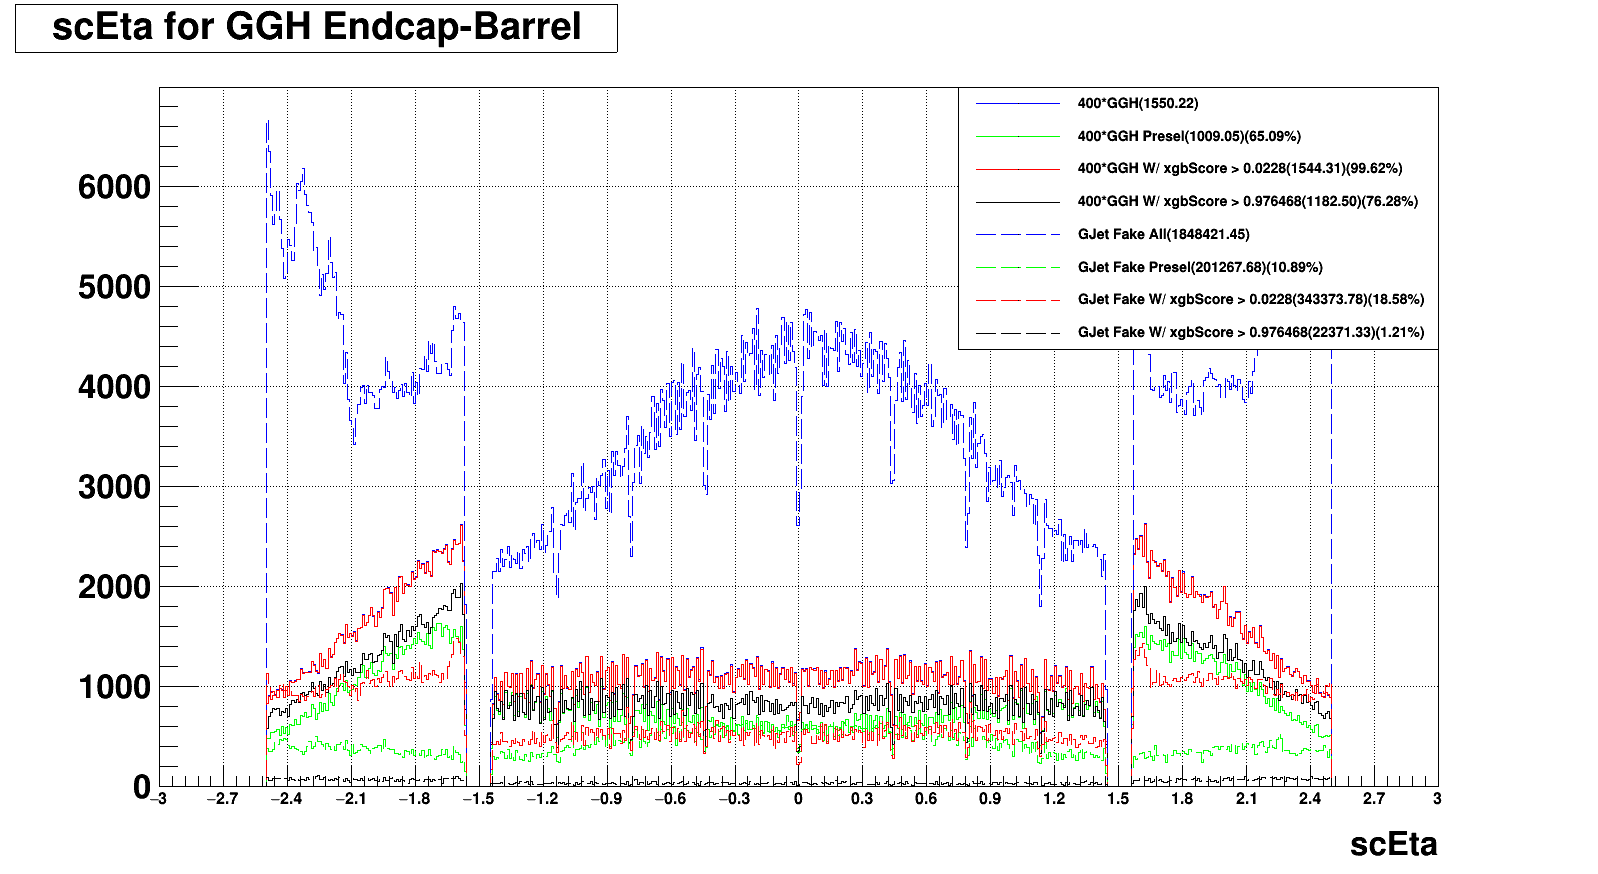 scEta for GGH Endcap-Barrel
400*GGH(1550.22)
400*GGH Presel(1009.05)(65.09%)
400*GGH W/ xgbScore > 0.0228(1544.31)(99.62%)
400*GGH W/ xgbScore > 0.976468(1182.50)(76.28%)
GJet Fake All(1848421.45)
GJet Fake Presel(201267.68)(10.89%)
GJet Fake W/ xgbScore > 0.0228(343373.78)(18.58%)
GJet Fake W/ xgbScore > 0.976468(22371.33)(1.21%)
6000
5000
4000
3000
2000
1000
0
−3 −2.7 −2.4 −2.1 −1.8 −1.5 −1.2 −0.9 −0.6 −0.3 0 0.3 0.6 0.9 1.2 1.5 1.8 2.1 2.4 2.7 3
scEta